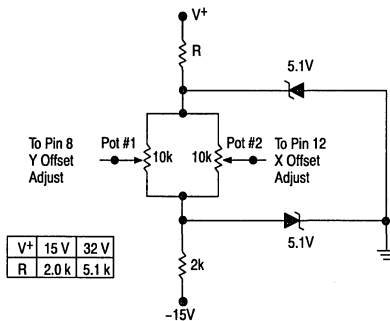 V+
R
5.1V
To Pin 8
Y Offset
Adjust
Pot #1
10k
10k
Pot #2
To Pin 12
X Offset
Adjust
5.1V
2k
–15V
V+ 15 V 32 V
R 2.0 k 5.1 k